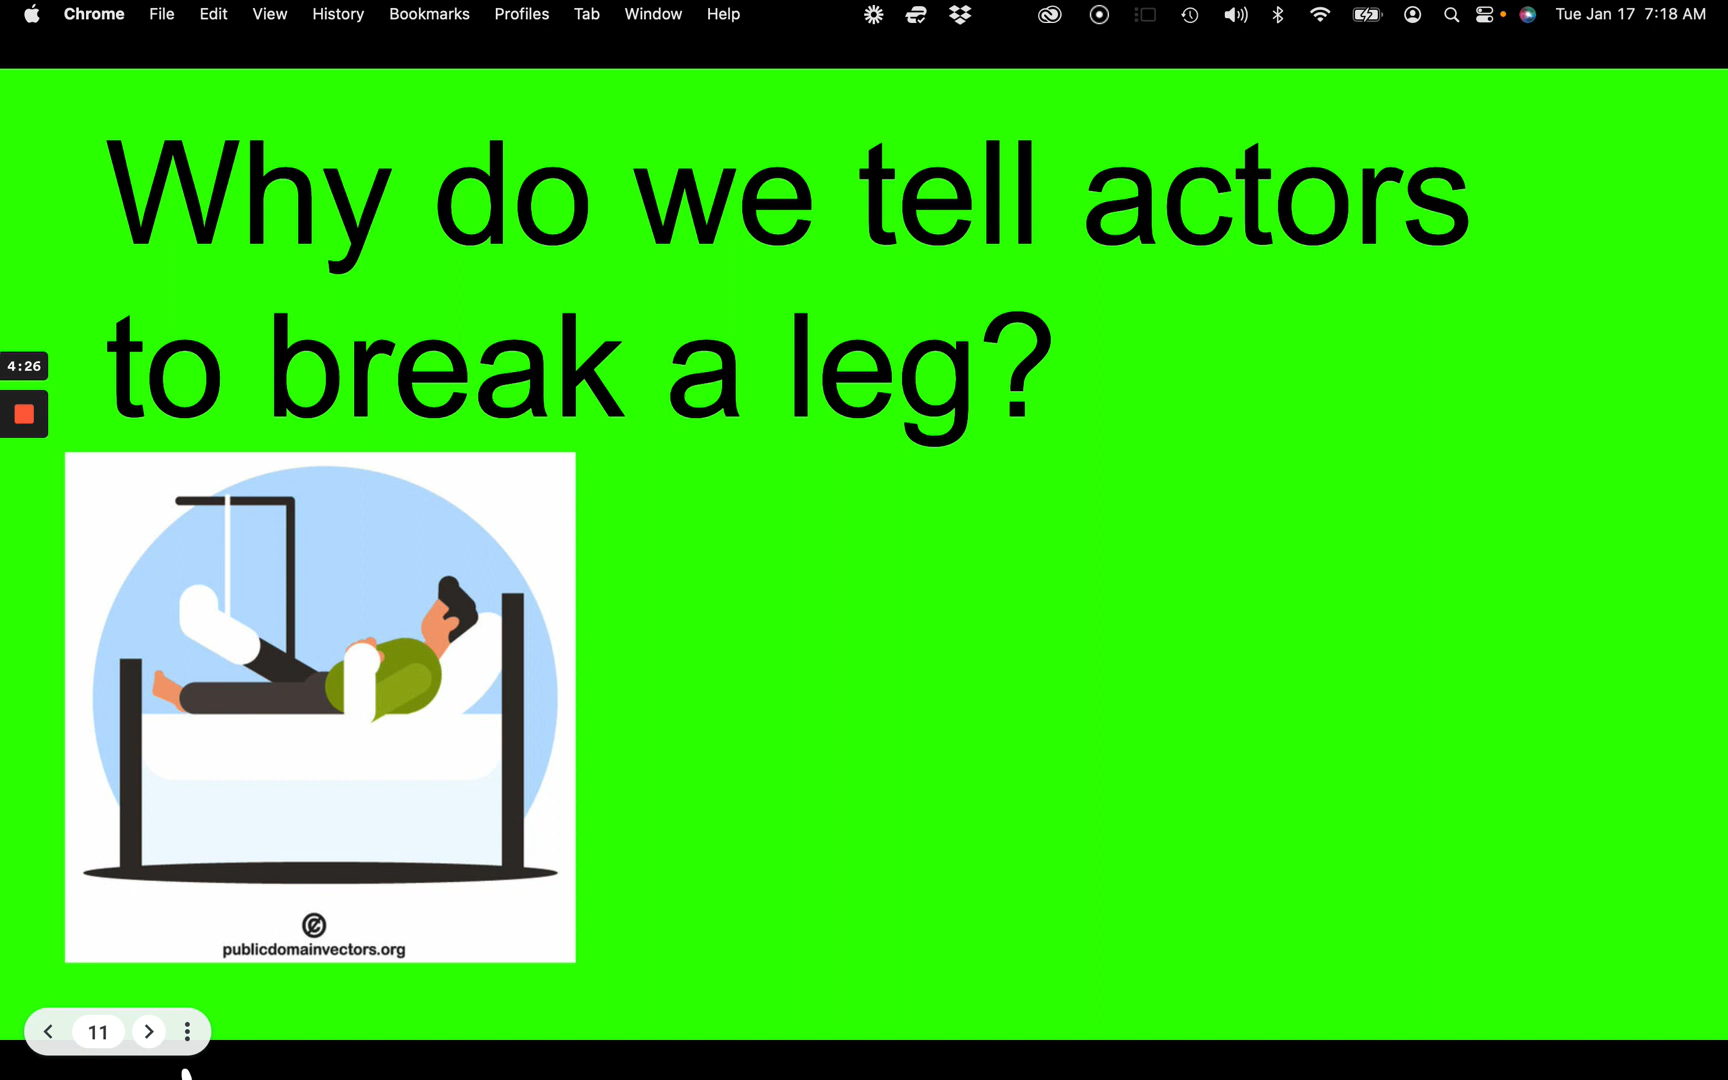 Chrome File Edit View History Bookmarks Profiles Tab Window Help Tue Jan 17 7:18 AM
Why do we tell actors
to break a leg?
4:26
publicdomainvectors.org
11